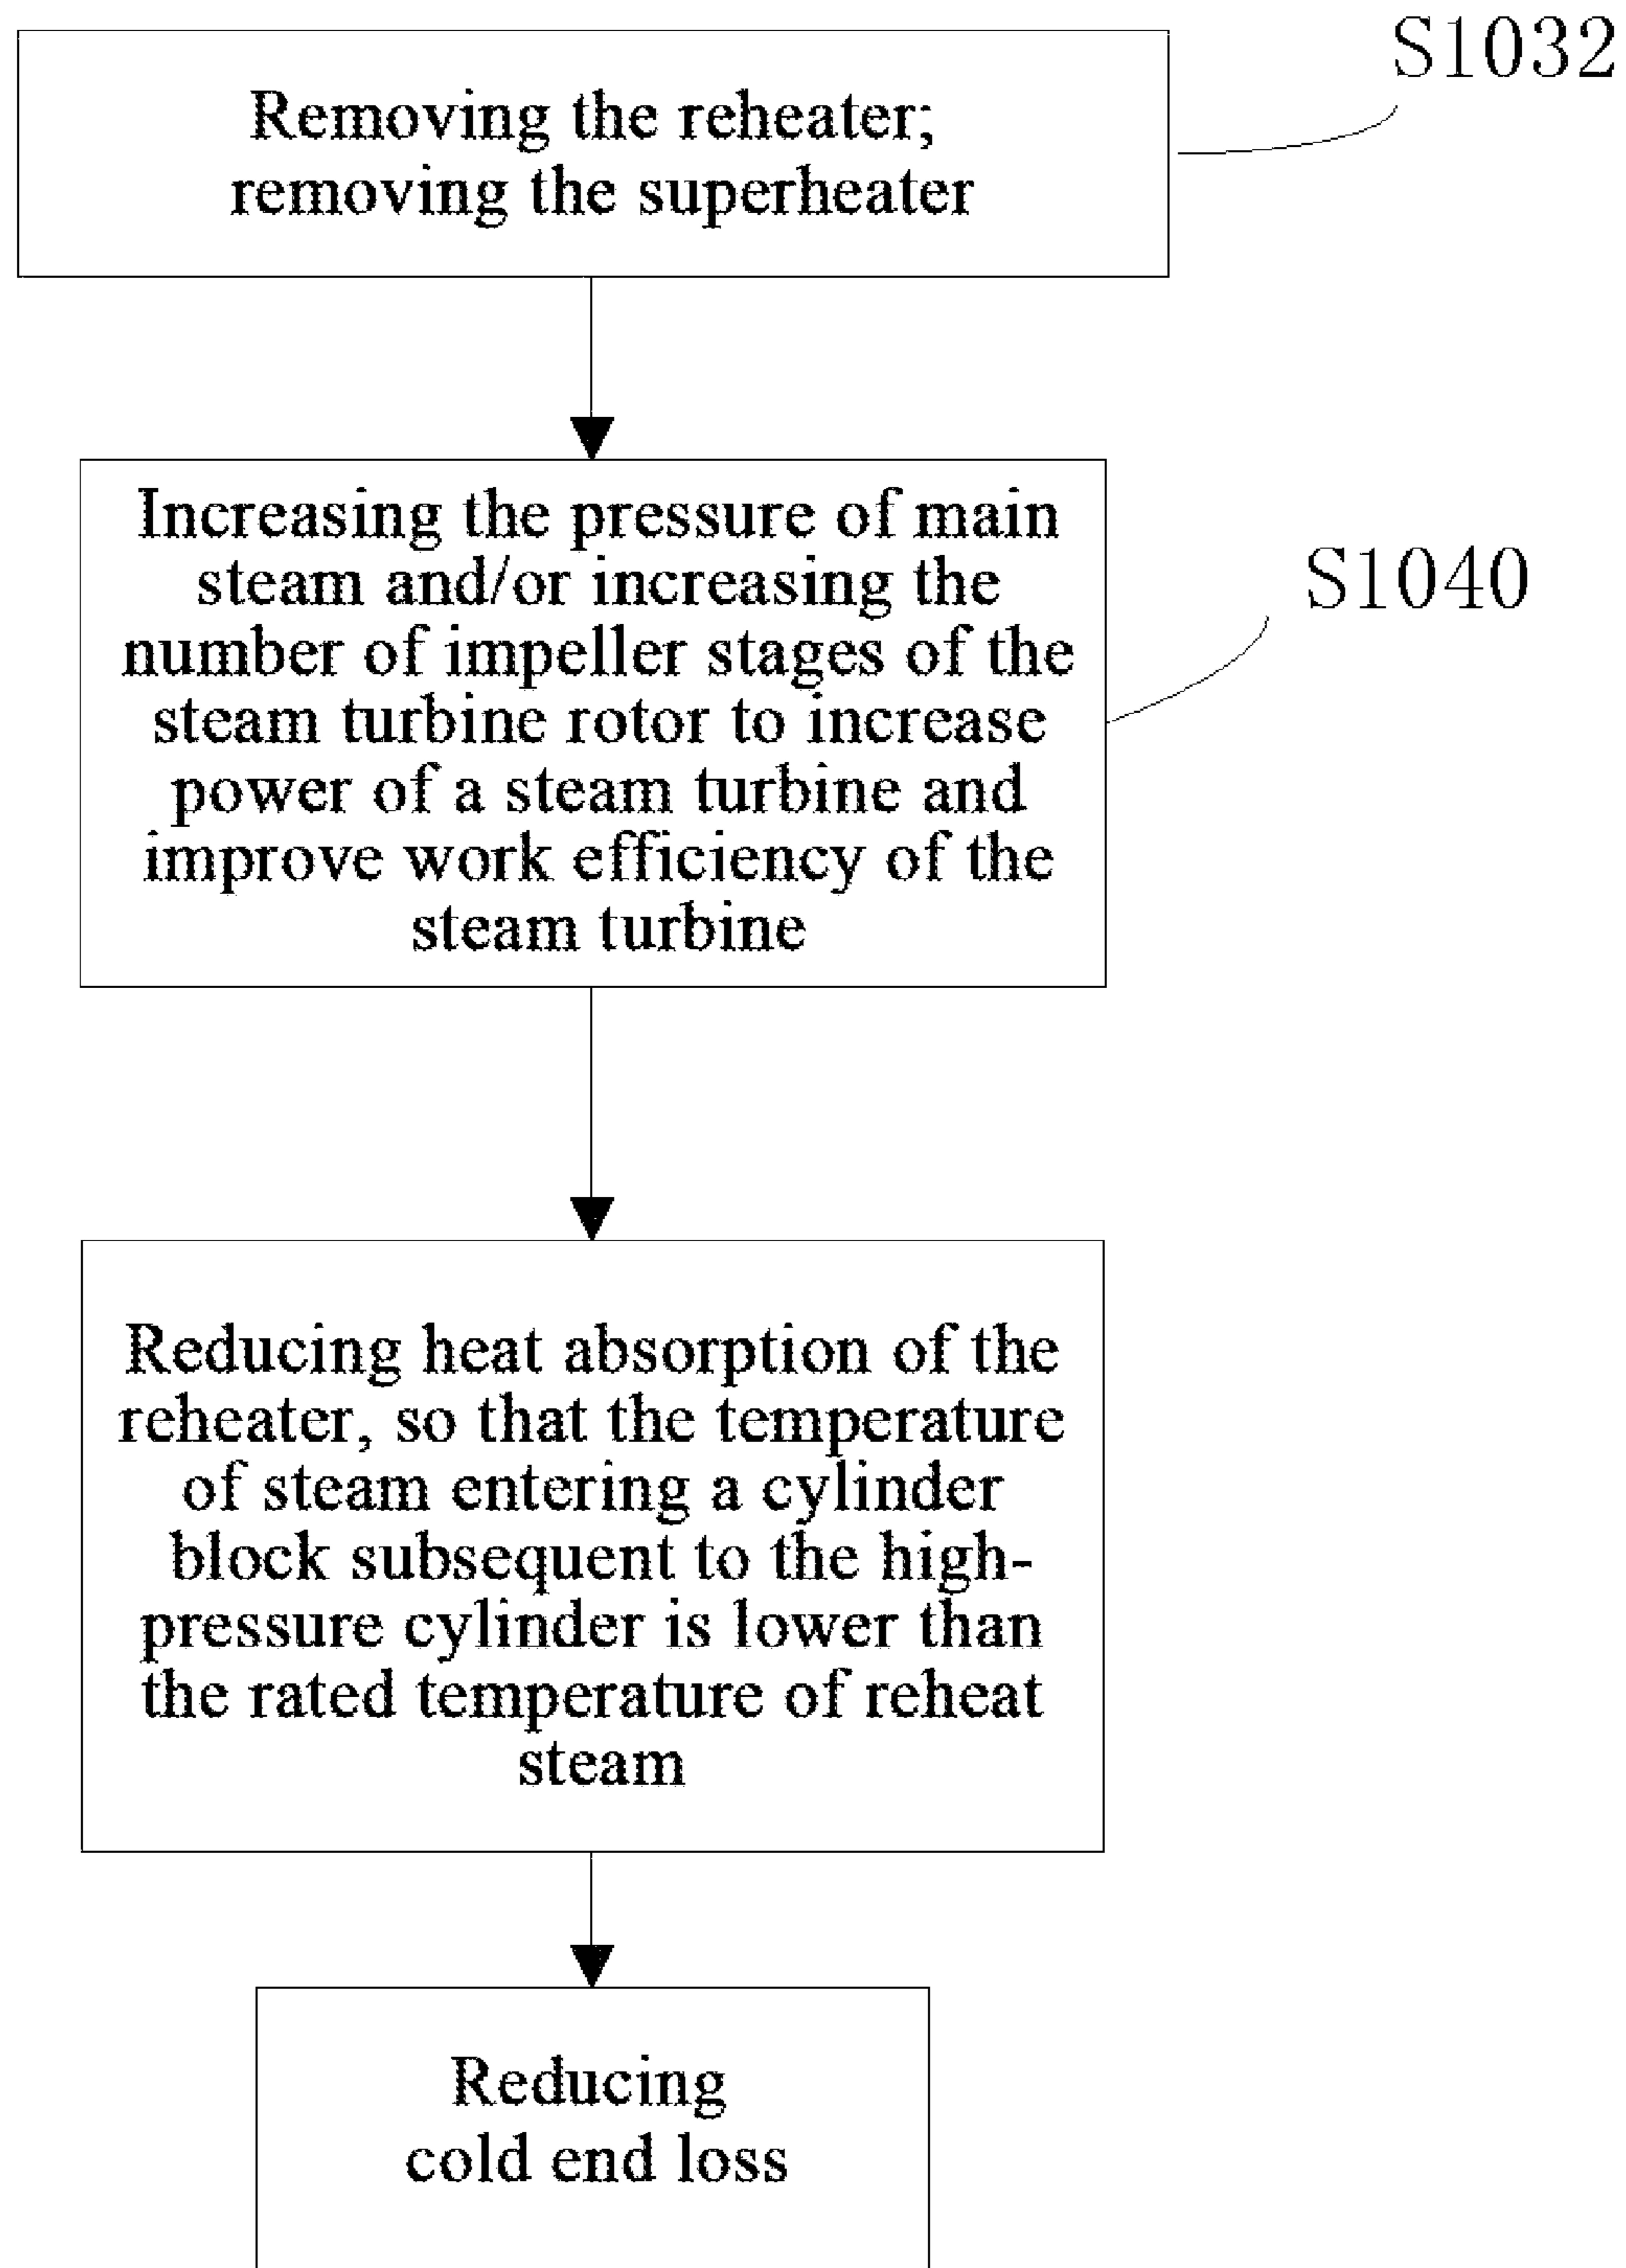 S1032
Removing the reheater;
removing the superheater
Increasing the pressure of main
steam and/or increasing the
number of impeller stages of the
steam turbine rotor to increase
power of a steam turbine and
improve work efficiency of the
steam turbine
S1040
Reducing heat absorption of the
reheater, so that the temperature
of steam entering a cylinder
block subsequent to the high-
pressure cylinder is lower than
the rated temperature of reheat
steam
Reducing
cold end loss